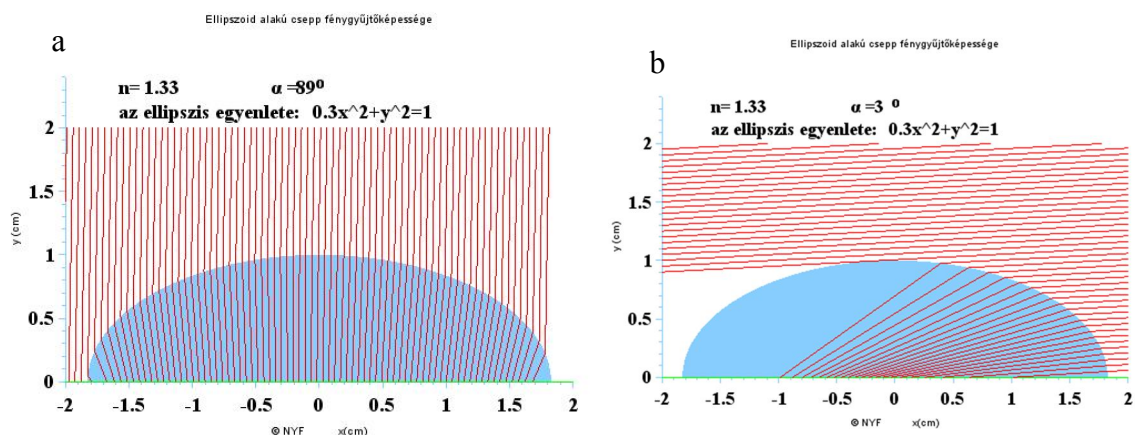 Ellipszoid alakú csepp fénygyűjtőképessége
a
n= 1.33 α =89º
az ellipszis egyenlete: 0.3x^2+y^2=1
2
1.5
1
0.5
0
y (cm)
-2 -1.5 -1 -0.5 0 0.5 1 1.5 2
© NYF x(cm)
Ellipszoid alakú csepp fénygyűjtőképessége
b
n= 1.33 α =3 º
az ellipszis egyenlete: 0.3x^2+y^2=1
2
1.5
1
0.5
0
y (cm)
-2 -1.5 -1 -0.5 0 0.5 1 1.5 2
© NYF x(cm)